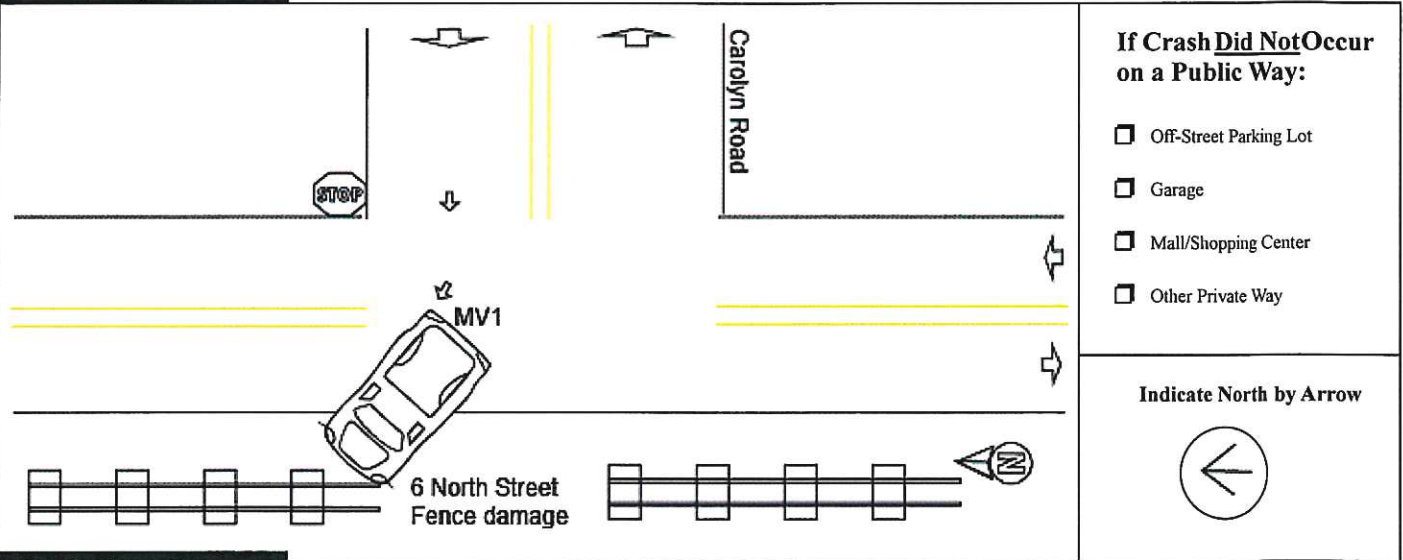 Carolyn Road
STOP
MV1
6 North Street
Fence damage
N
If Crash Did Not Occur
on a Public Way:
Off-Street Parking Lot
Garage
Mall/Shopping Center
Other Private Way
Indicate North by Arrow